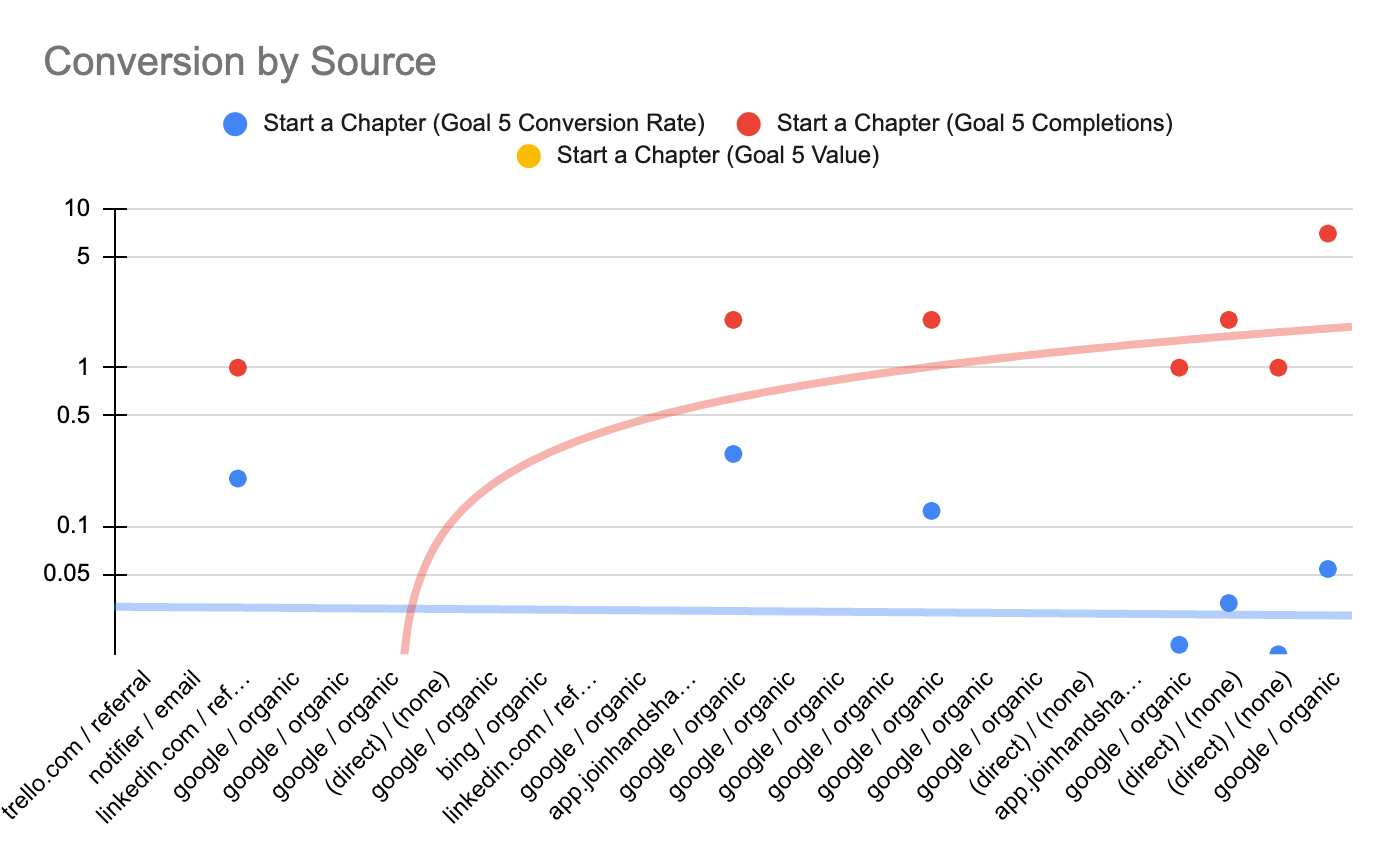 Conversion by Source
Start a Chapter (Goal 5 Conversion Rate)
Start a Chapter (Goal 5 Completions)
Start a Chapter (Goal 5 Value)
10
5
1
0.5
0.1
0.05
trello.com / referral
notifier / email
linkedin.com / ref…
google / organic
google / organic
google / organic
(direct) / (none)
google / organic
bing / organic
linkedin.com / ref…
google / organic
app.joinhandsha…
google / organic
google / organic
google / organic
google / organic
google / organic
google / organic
google / organic
(direct) / (none)
app.joinhandsha…
google / organic
(direct) / (none)
(direct) / (none)
google / organic